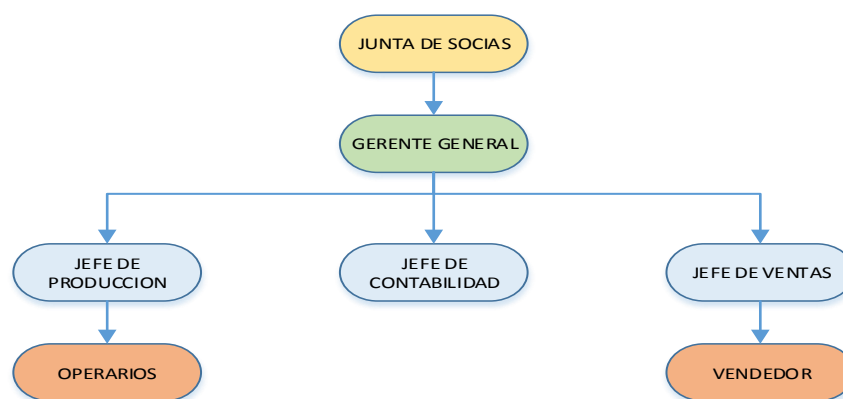 JUNTA DE SOCIAS
GERENTE GENERAL
JEFE DE
PRODUCCION
JEFE DE
CONTABILIDAD
JEFE DE VENTAS
OPERARIOS
VENDEDOR